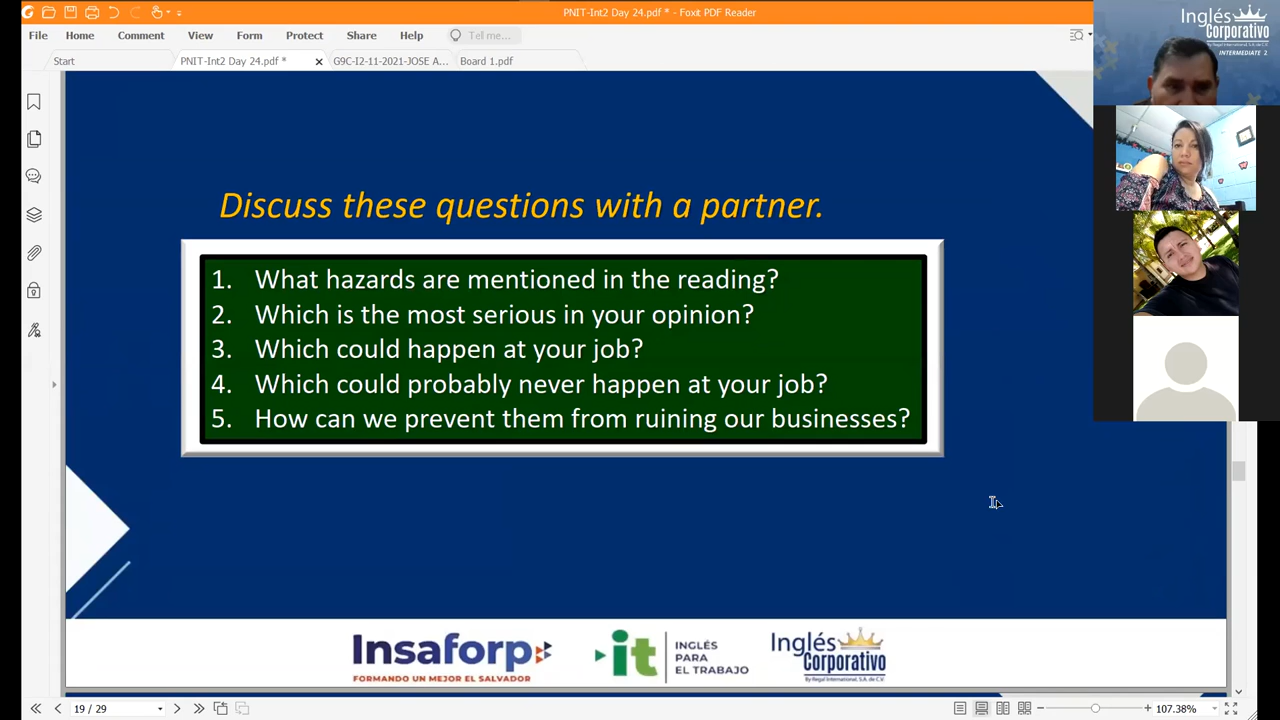 PNIT-Int2 Day 24.pdf * - Foxit PDF Reader
File Home Comment View Form Protect Share Help Tell me...
Start PNIT-Int2 Day 24.pdf * G9C-I2-11-2021-JOSE A... Board 1.pdf
Inglés
Corporativo
By Regal International, S.A. de C.V.
INTERMEDIATE 2
Discuss these questions with a partner.
1. What hazards are mentioned in the reading?
2. Which is the most serious in your opinion?
3. Which could happen at your job?
4. Which could probably never happen at your job?
5. How can we prevent them from ruining our businesses?
Insaforp
FORMANDO UN MEJOR EL SALVADOR
it
INGLÉS
PARA
EL TRABAJO
Inglés
Corporativo
By Regal International, S.A. de C.V.
19 / 29
107.38%